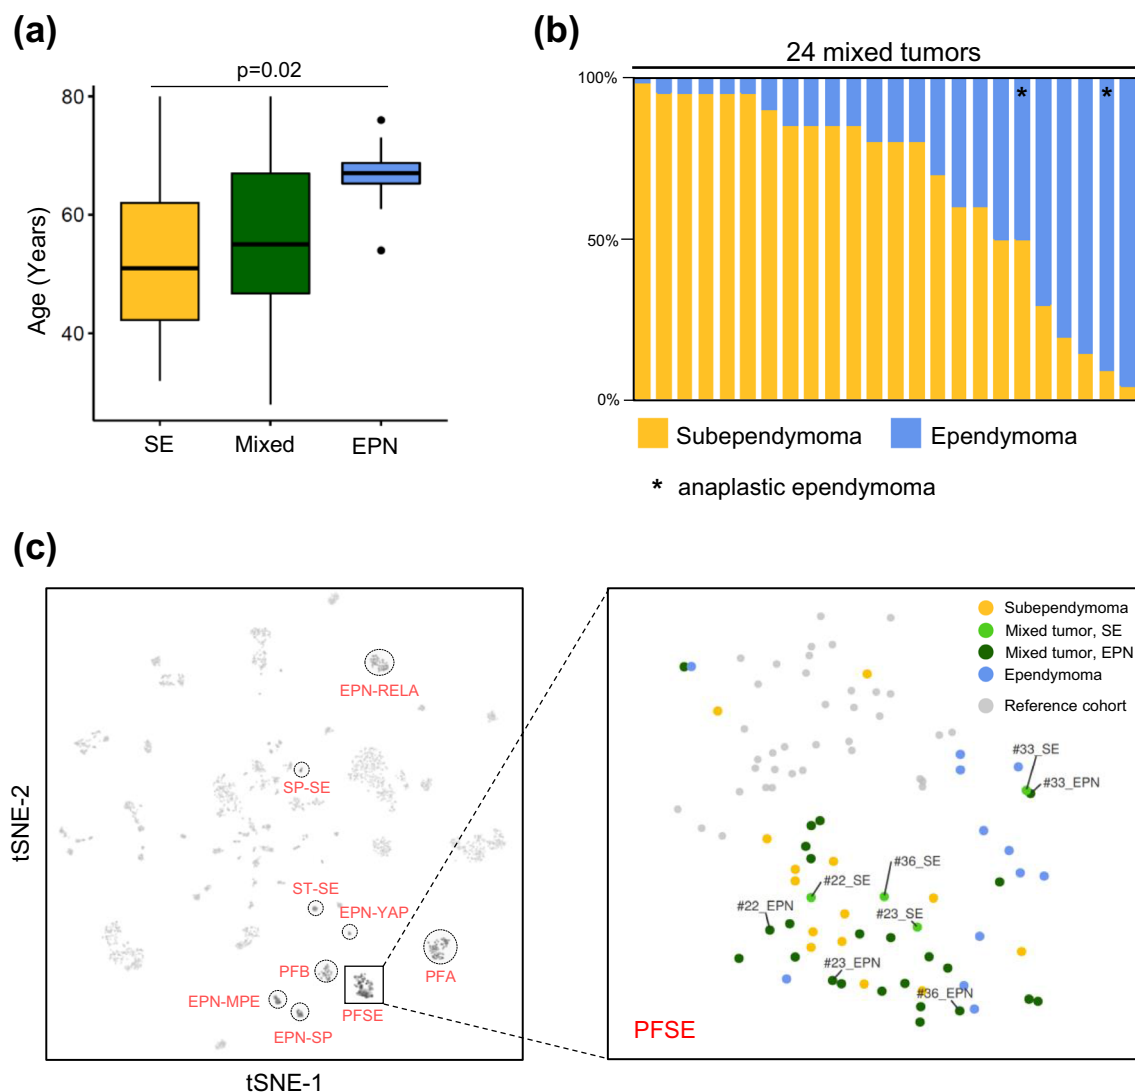 (a)
p=0.02
80
60
40
Age (Years)
SE
Mixed
EPN
(b)
24 mixed tumors
100%
50%
0%
*
*
Subependymoma
Ependymoma
* anaplastic ependymoma
(c)
EPN-RELA
SP-SE
ST-SE
EPN-YAP
PFB
PFA
EPN-MPE
PFSE
EPN-SP
tSNE-2
tSNE-1
Subependymoma
Mixed tumor, SE
Mixed tumor, EPN
Ependymoma
Reference cohort
#33_SE
#33_EPN
#36_SE
#22_SE
#22_EPN
#23_SE
#23_EPN
#36_EPN
PFSE